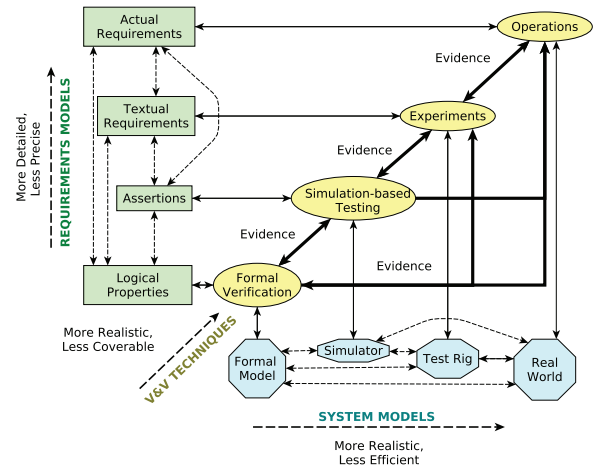 Actual
Requirements
Operations
Evidence
Textual
Requirements
Experiments
More Detailed,
Less Precise
REQUIREMENTS MODELS
Evidence
Assertions
Simulation-based
Testing
Evidence
Evidence
Logical
Properties
Formal
Verification
More Realistic,
Less Coverable
V&V TECHNIQUES
Formal
Model
Simulator
Test Rig
Real
World
SYSTEM MODELS
More Realistic,
Less Efficient